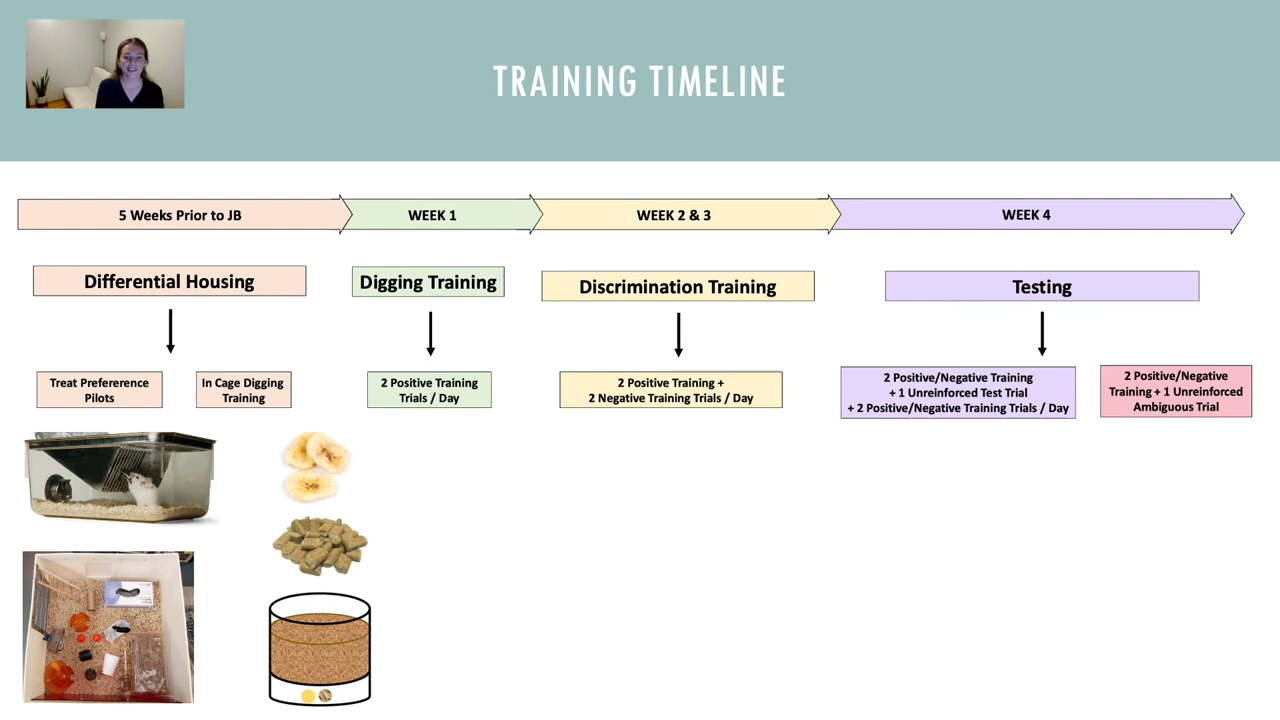 TRAINING TIMELINE
5 Weeks Prior to JB
WEEK 1
WEEK 2 & 3
WEEK 4
Differential Housing
Digging Training
Discrimination Training
Testing
Treat Prefererence
Pilots
In Cage Digging
Training
2 Positive Training
Trials / Day
2 Positive Training +
2 Negative Training Trials / Day
2 Positive/Negative Training
+ 1 Unreinforced Test Trial
+ 2 Positive/Negative Training Trials / Day
2 Positive/Negative
Training + 1 Unreinforced
Ambiguous Trial